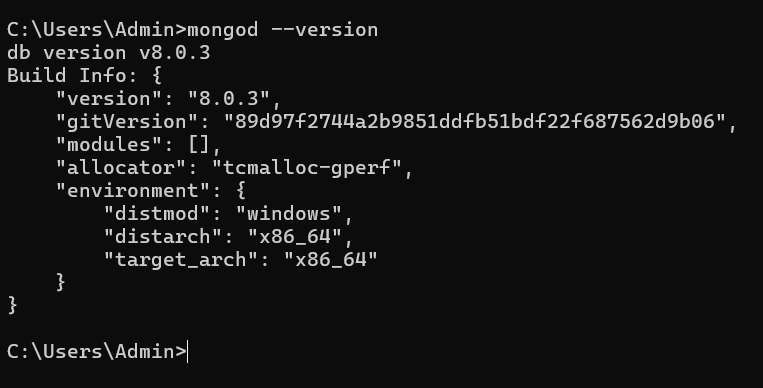 C:\Users\Admin>mongod --version
db version v8.0.3
Build Info: {
    "version": "8.0.3",
    "gitVersion": "89d97f2744a2b9851ddfb51bdf22f687562d9b06",
    "modules": [],
    "allocator": "tcmalloc-gperf",
    "environment": {
        "distmod": "windows",
        "distarch": "x86_64",
        "target_arch": "x86_64"
    }
}
C:\Users\Admin>